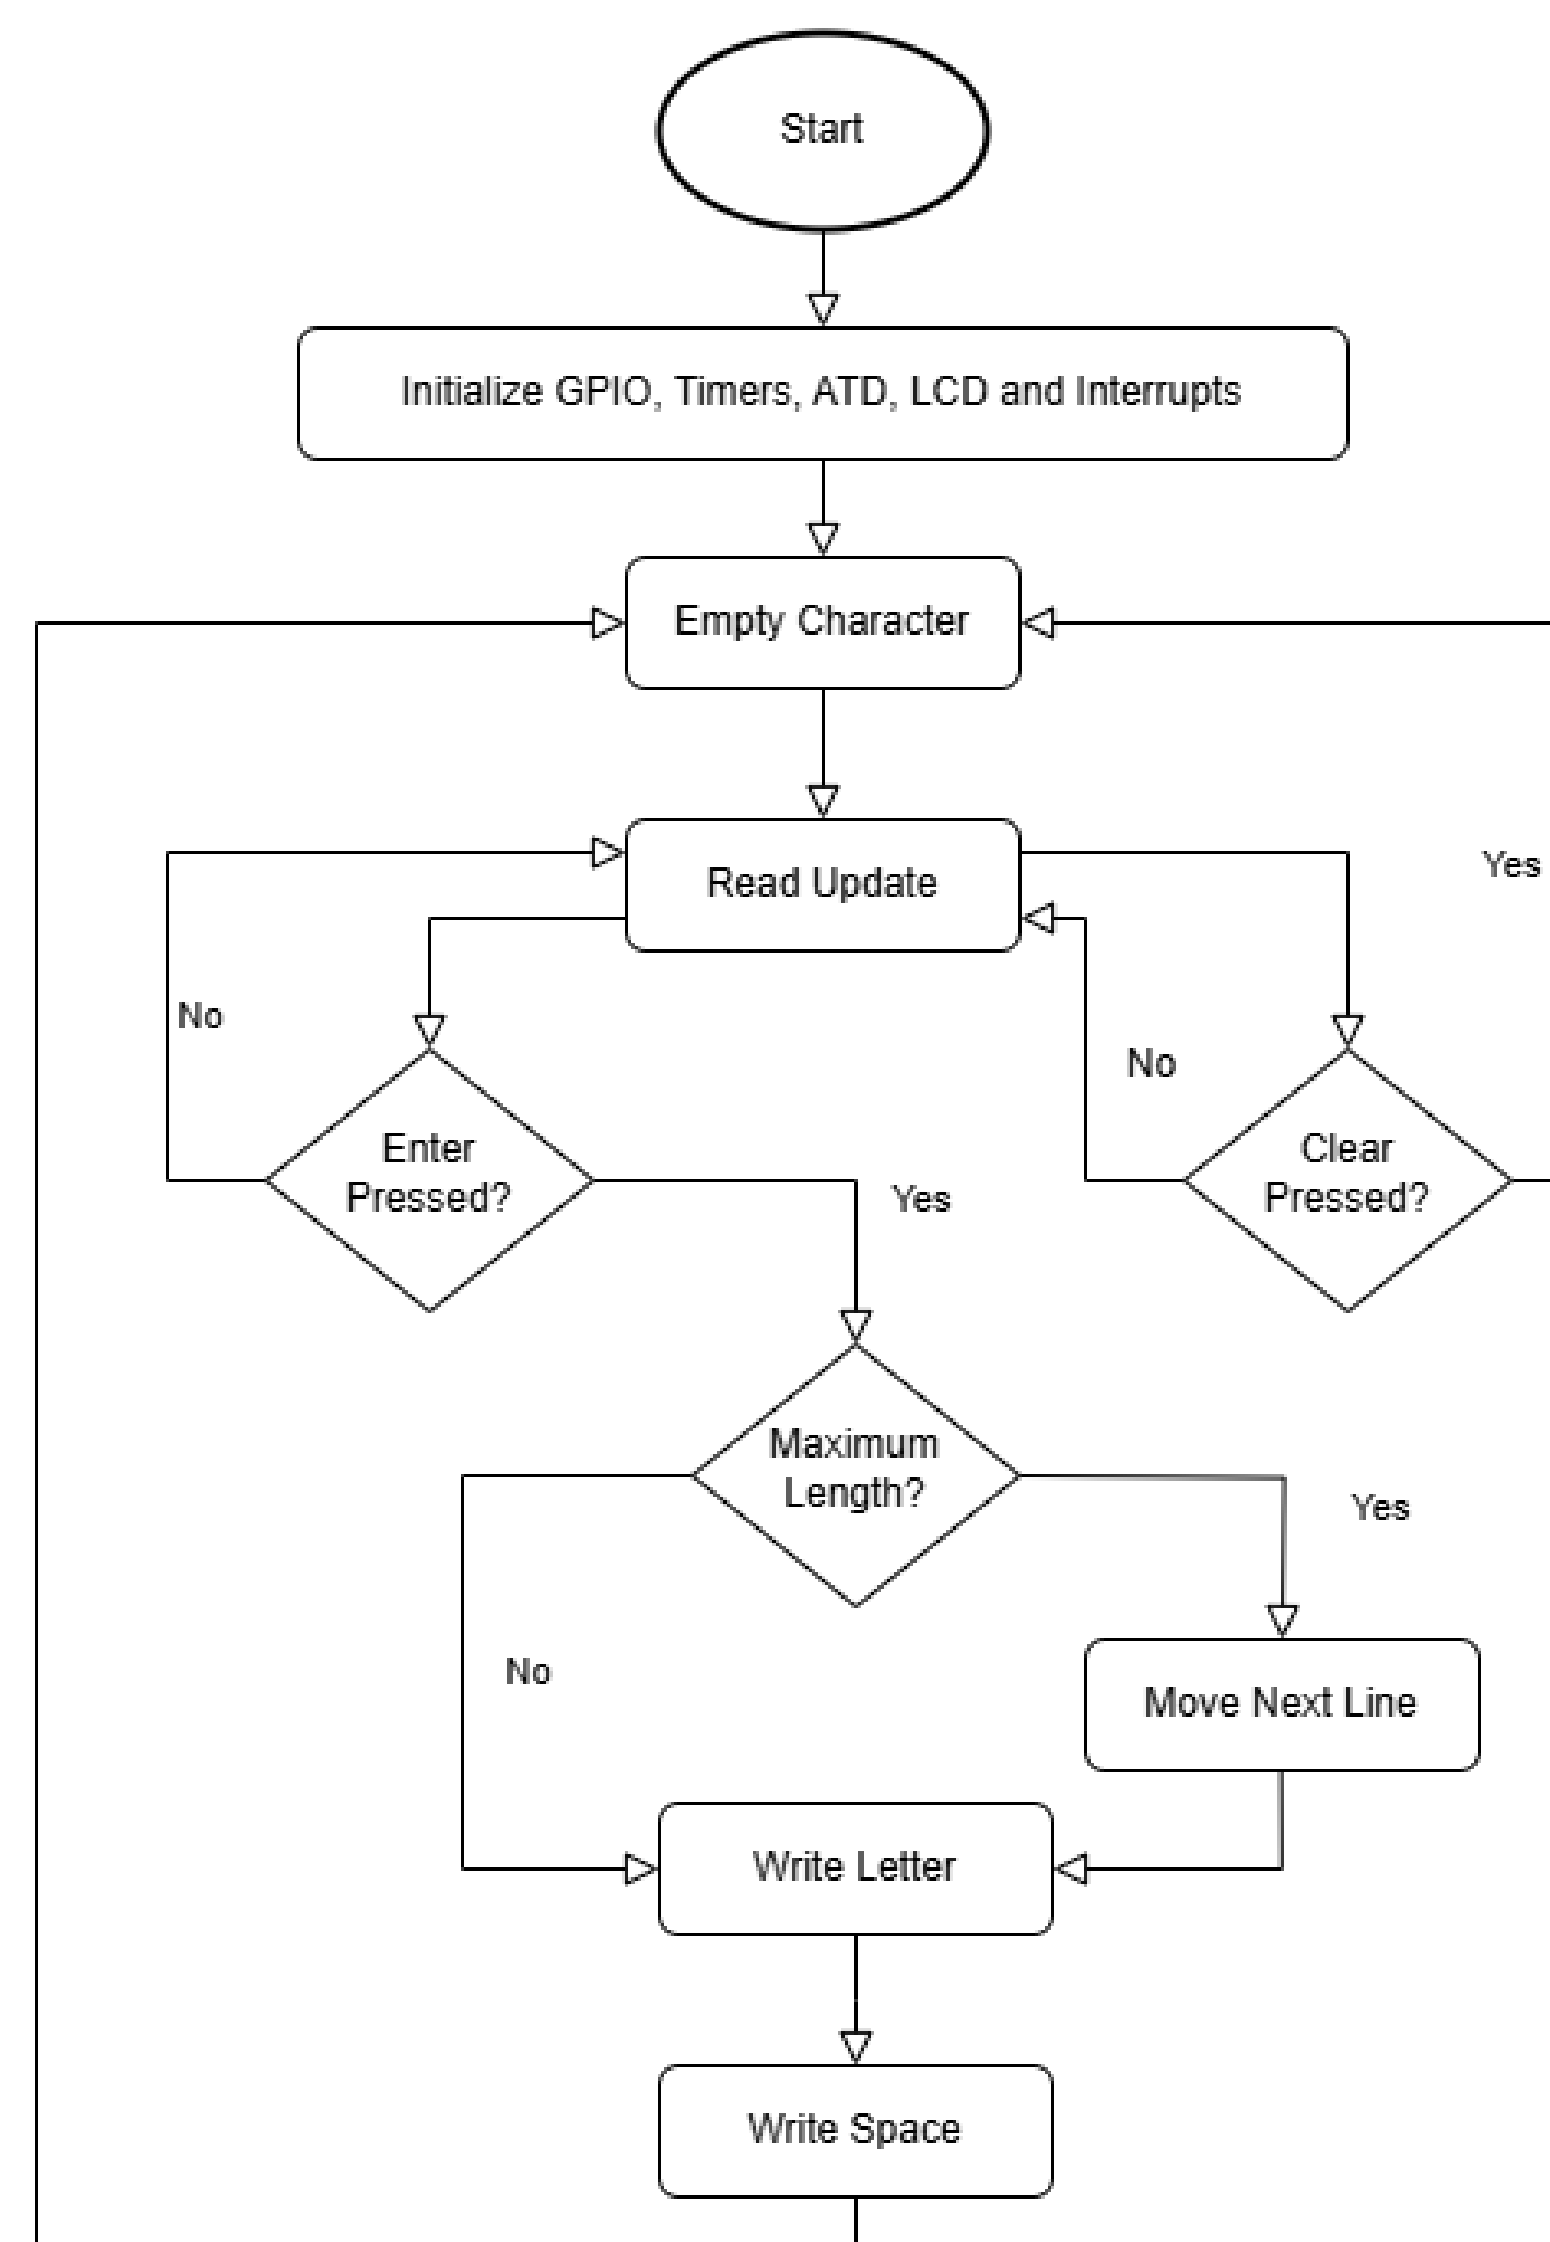 Start
Initialize GPIO, Timers, ATD, LCD and Interrupts
Empty Character
Read Update
Yes
No
No
Enter
Pressed?
Clear
Pressed?
Yes
Maximum
Length?
Yes
No
Move Next Line
Write Letter
Write Space